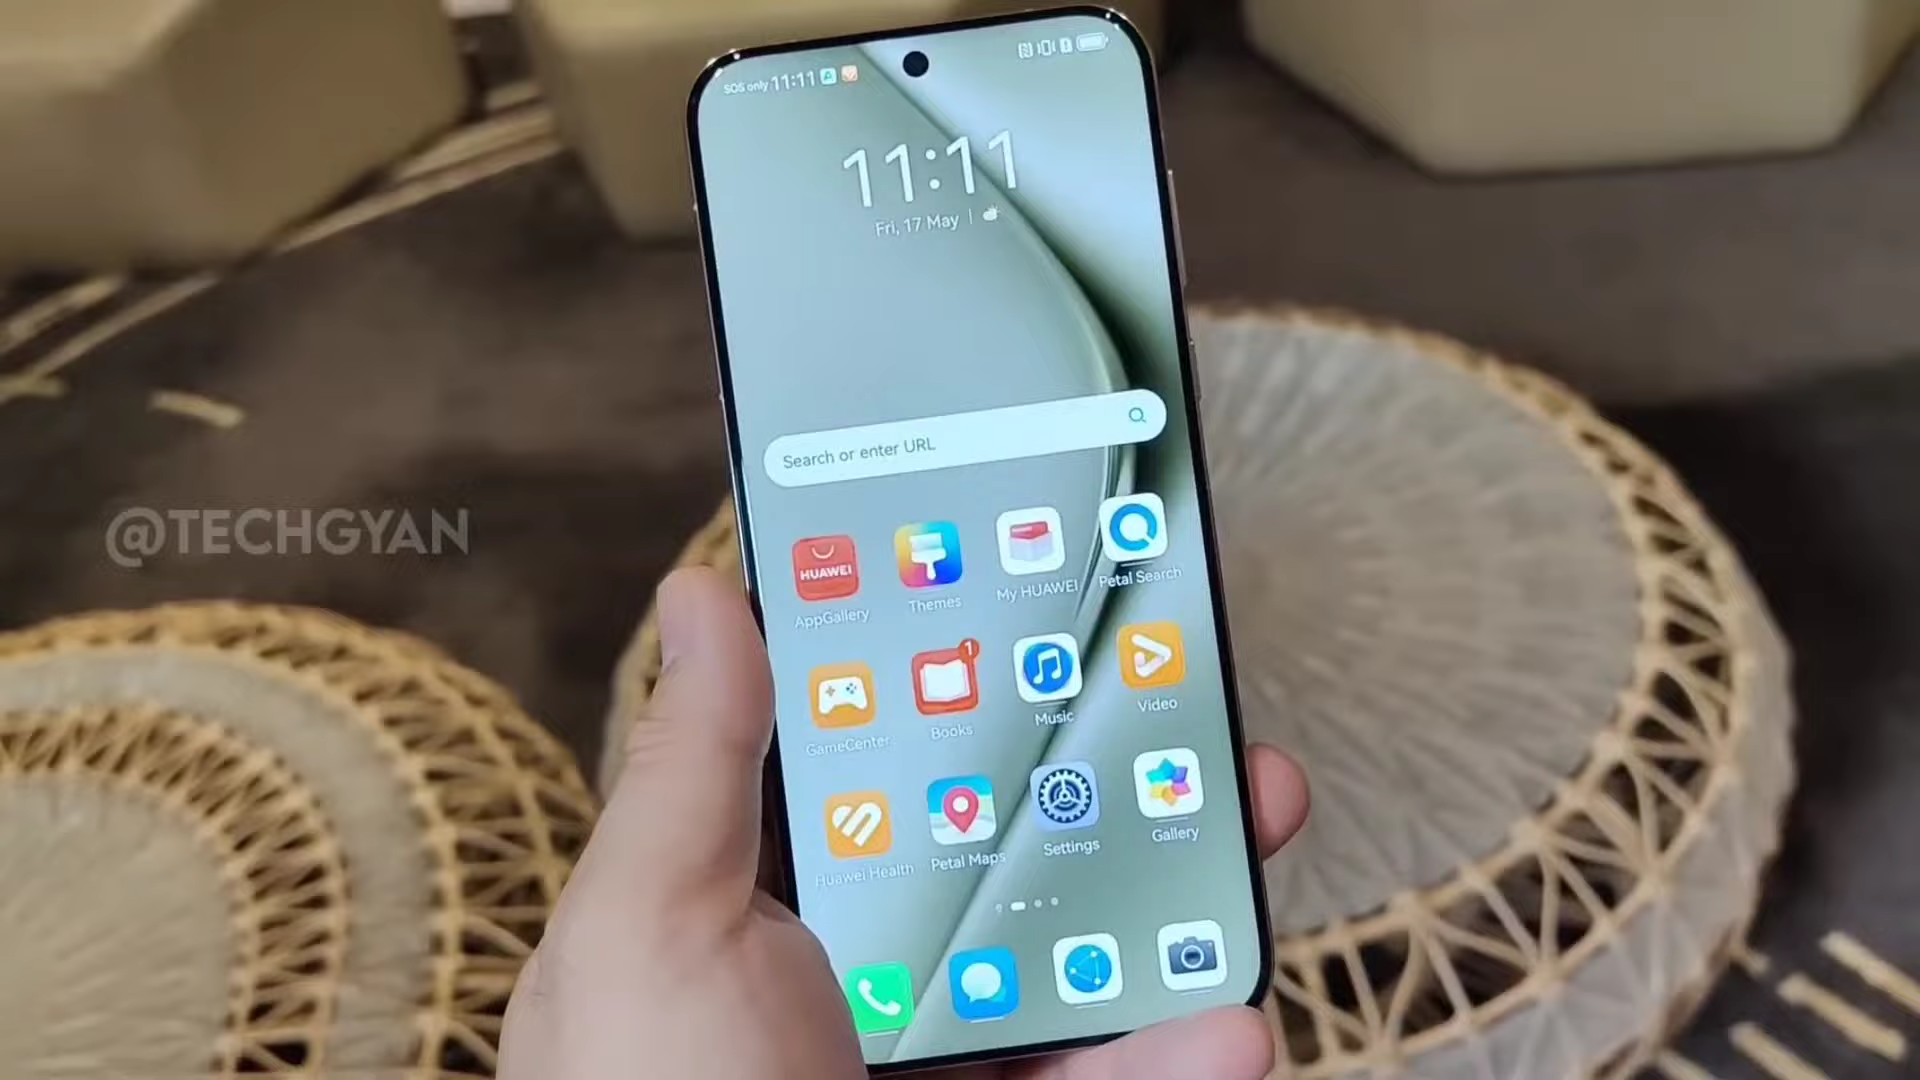 SOS only 11:11
11:11
Fri, 17 May
Search or enter URL
@TECHGYAN
HUAWEI
AppGallery
Themes
My HUAWEI
Petal Search
1
GameCenter
Books
Music
Video
Huawei Health
Petal Maps
Settings
Gallery